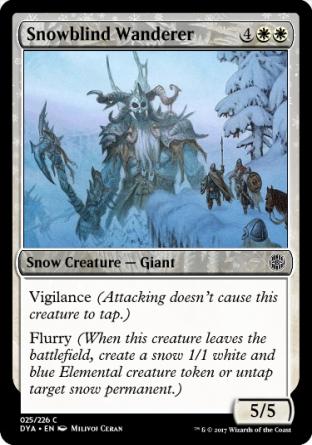 Snowblind Wanderer 4
Snow Creature — Giant
Vigilance (Attacking doesn't cause this
creature to tap.)
Flurry (When this creature leaves the
battlefield, create a snow 1/1 white and
blue Elemental creature token or untap
target snow permanent.)
5/5
025/226 C
DYA • EN Milivoj Ceran
™ & © 2017 Wizards of the Coast